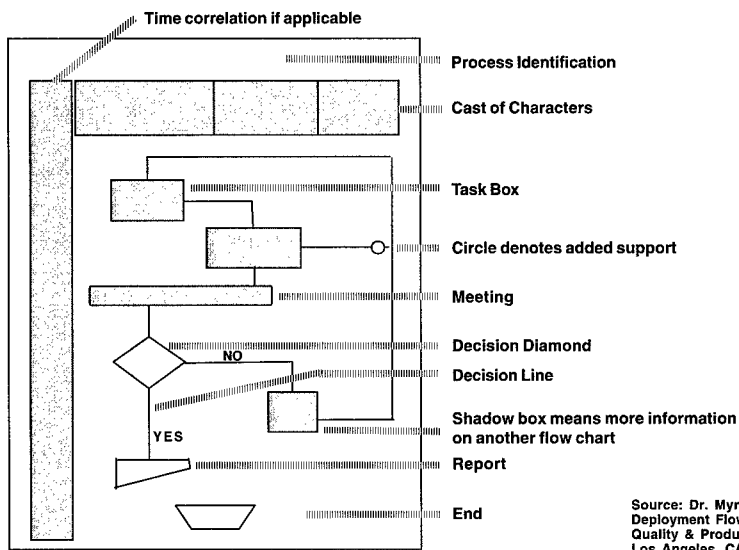 Time correlation if applicable
Process Identification
Cast of Characters
Task Box
Circle denotes added support
Meeting
Decision Diamond
NO
Decision Line
Shadow box means more information
on another flow chart
YES
Report
End
Source: Dr. Myr
Deployment Flow
Quality & Produ
Los Angeles, CA